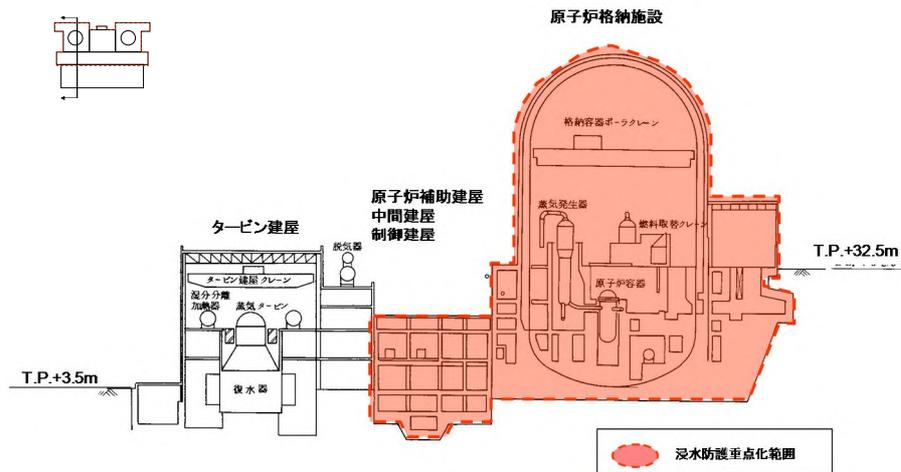 原子炉格納施設
格納容器ポーラクレーン
原子炉補助建屋
中間建屋
制御建屋
蒸気発生器
燃料取替クレーン
タービン建屋
脱気器
T.P.+32.5m
タービン建屋クレーン
湿分分離
加熱器
蒸気タービン
原子炉容器
T.P.+3.5m
復水器
浸水防護重点化範囲